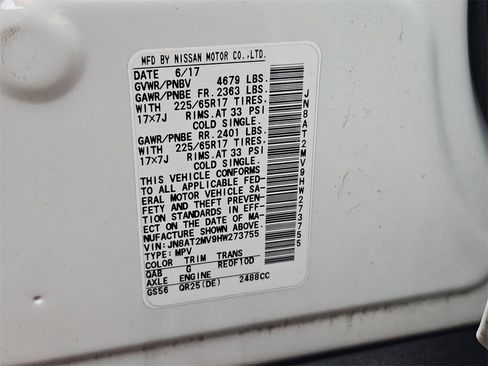 MFD BY NISSAN MOTOR CO.,LTD.
DATE 6/17
GVWR/PNBV 4679 LBS.
GAWR/PNBE FR. 2363 LBS.
WITH 225/65R17 TIRES,
17X7J RIMS.AT 33 PSI
COLD SINGLE.
GAWR/PNBE RR. 2401 LBS.
WITH 225/65R17 TIRES,
17X7J RIMS.AT 33 PSI
COLD SINGLE.
THIS VEHICLE CONFORMS
TO ALL APPLICABLE FED-
ERAL MOTOR VEHICLE SA-
FETY AND THEFT PREVEN-
TION STANDARDS IN EFF-
ECT ON THE DATE OF MA-
NUFACTURE SHOWN ABOVE.
VIN: JN8AT2MV9HW273755
TYPE: MPV
COLOR TRIM TRANS
QAB G RE0F10D
AXLE ENGINE
GS56 QR25(DE) 2488CC
JN8AT2MV9HW273755